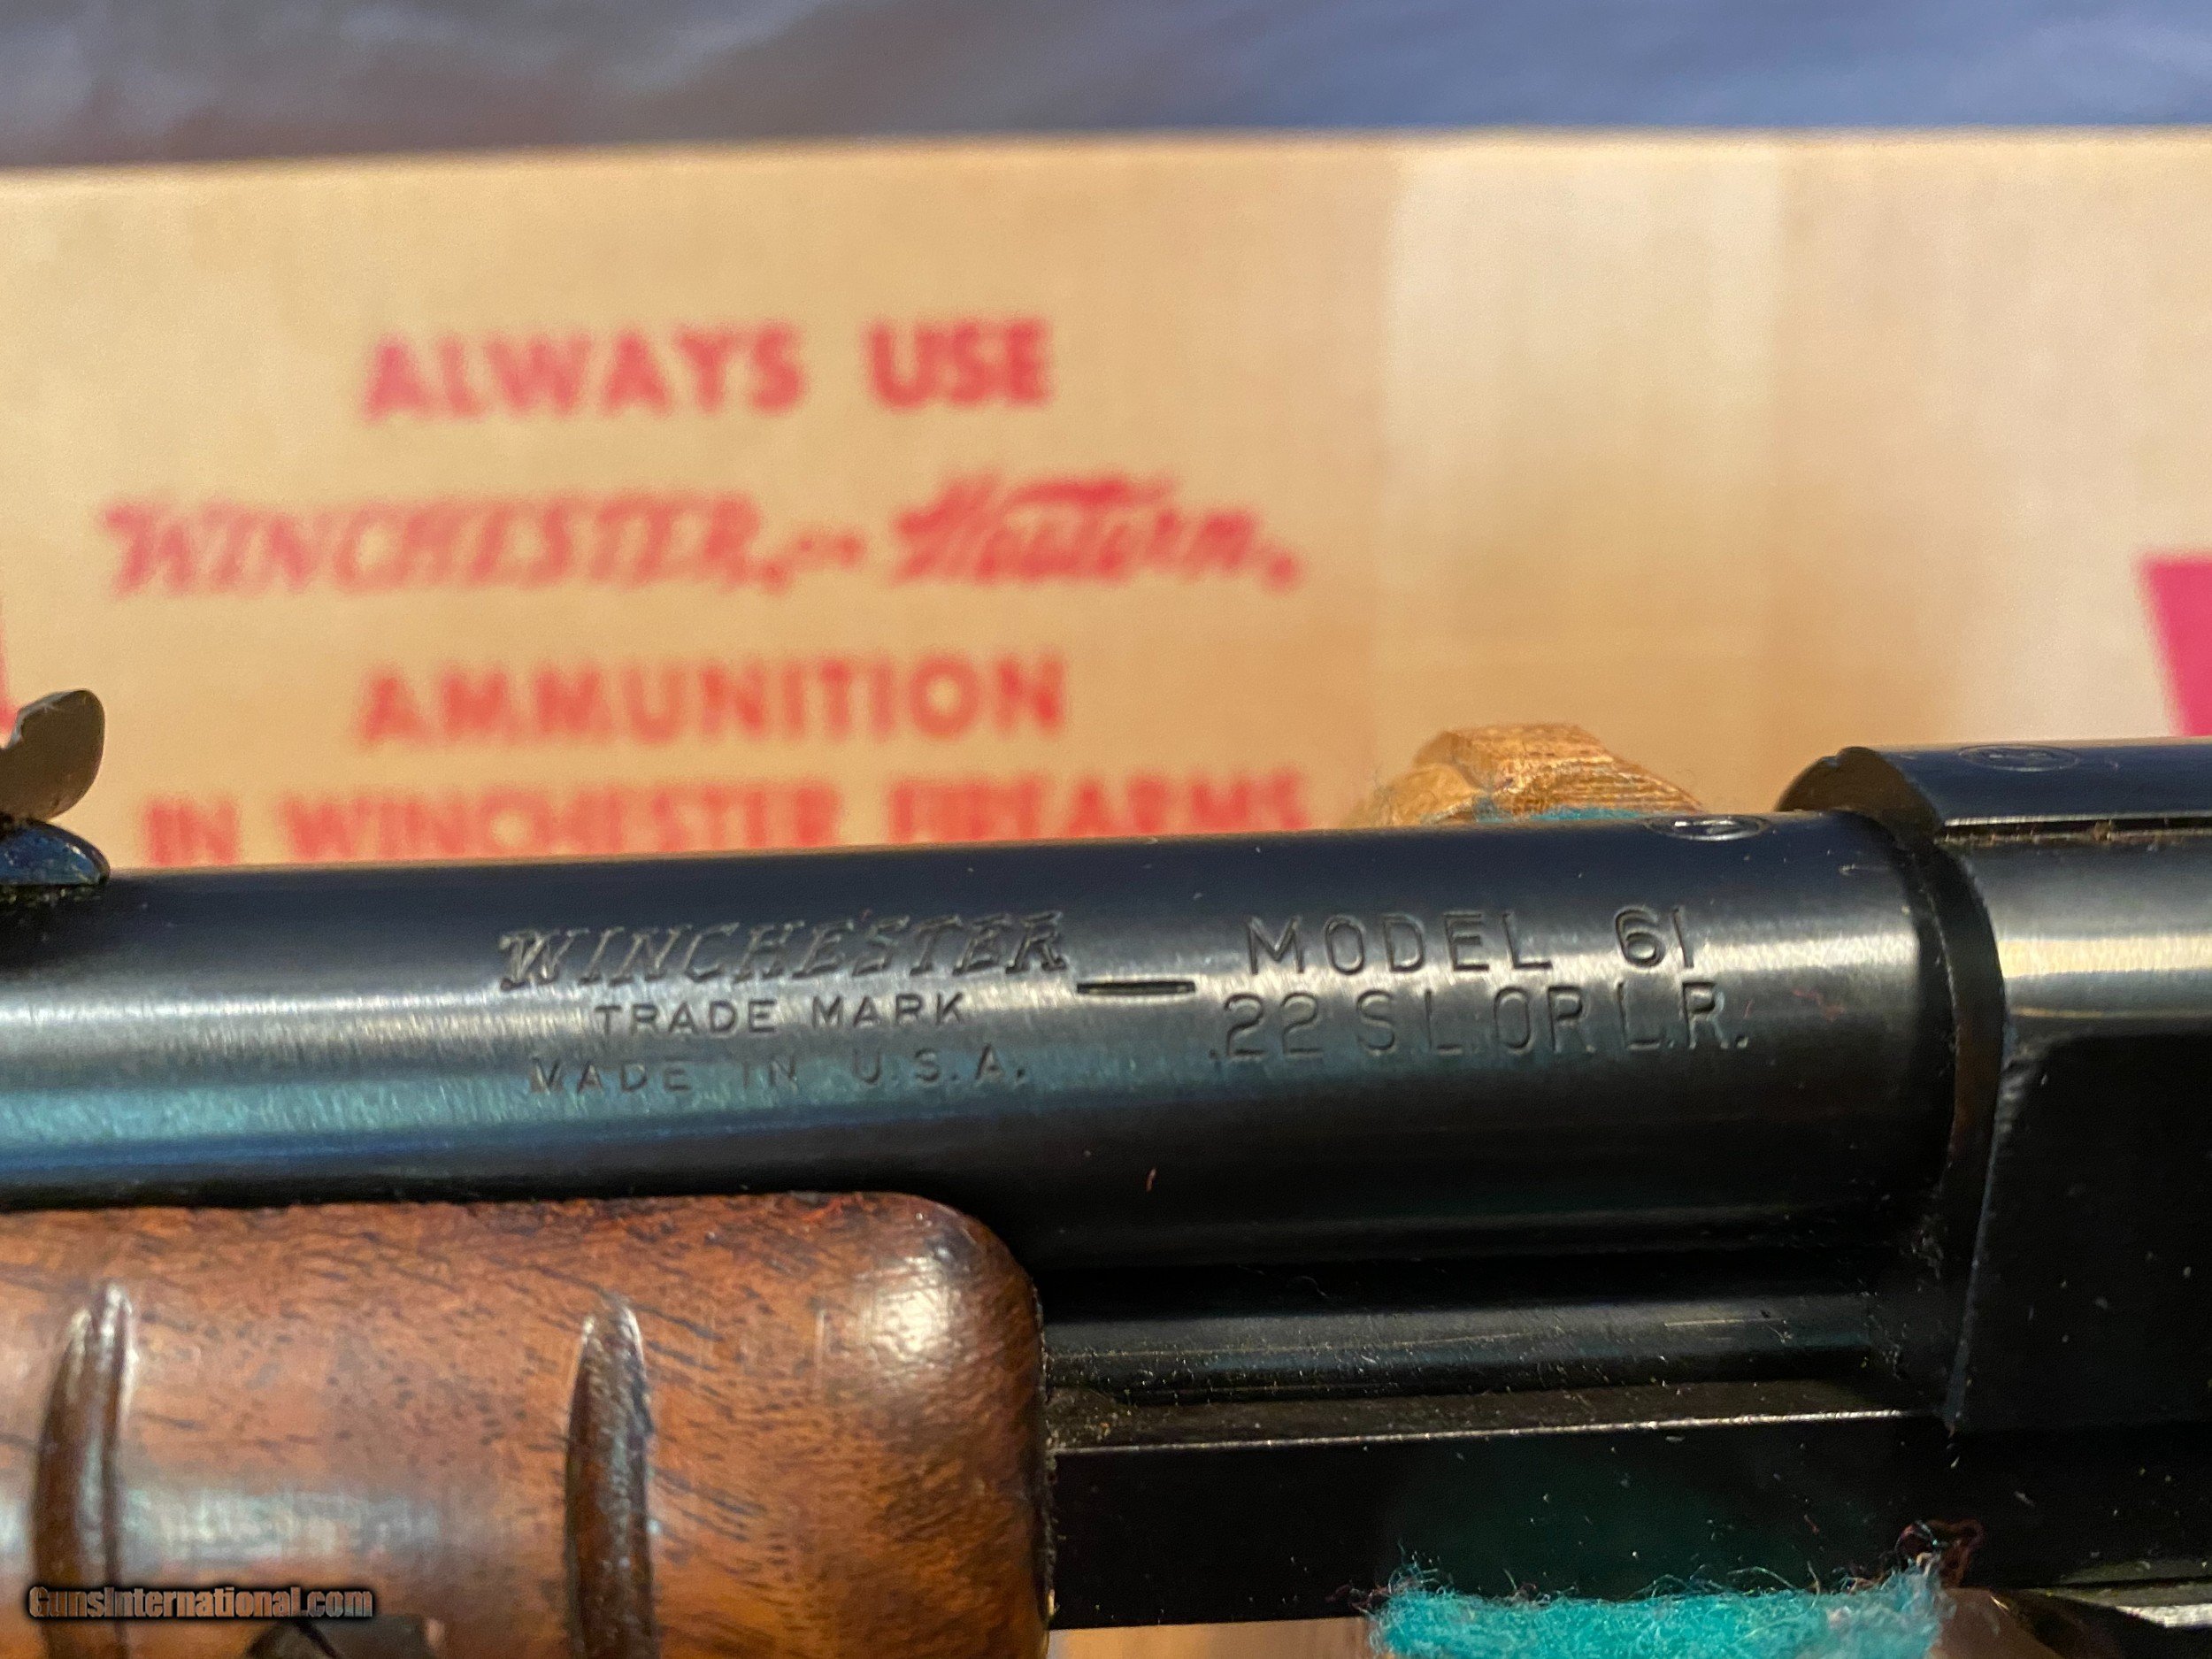 ALWAYS USE
WINCHESTER, OR Western,
AMMUNITION
IN WINCHESTER FIREARMS
WINCHESTER — MODEL 61
TRADE MARK .22 S.L.OR L.R.
MADE IN U.S.A.
GunsInternational.com